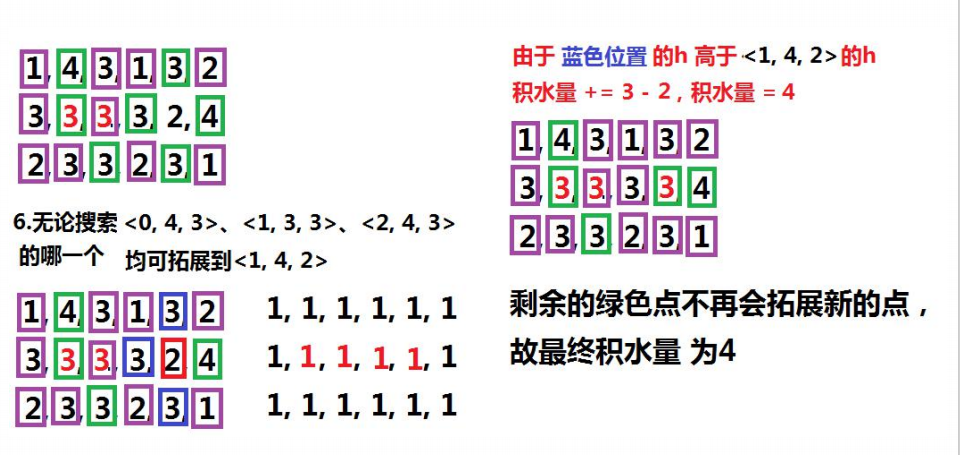 1, 4, 3, 1, 3, 2
3, 3, 3, 3, 2, 4
2, 3, 3, 2, 3, 1
6.无论搜索 <0, 4, 3>、<1, 3, 3>、<2, 4, 3>
的哪一个 均可拓展到<1, 4, 2>
1, 4, 3, 1, 3, 2
3, 3, 3, 3, 2, 4
2, 3, 3, 2, 3, 1
1, 1, 1, 1, 1, 1
1, 1, 1, 1, 1, 1
1, 1, 1, 1, 1, 1
由于 蓝色位置 的h 高于 <1, 4, 2> 的h
积水量 += 3 - 2 , 积水量 = 4
1, 4, 3, 1, 3, 2
3, 3, 3, 3, 3, 4
2, 3, 3, 2, 3, 1
剩余的绿色点不再会拓展新的点，
故最终积水量 为4